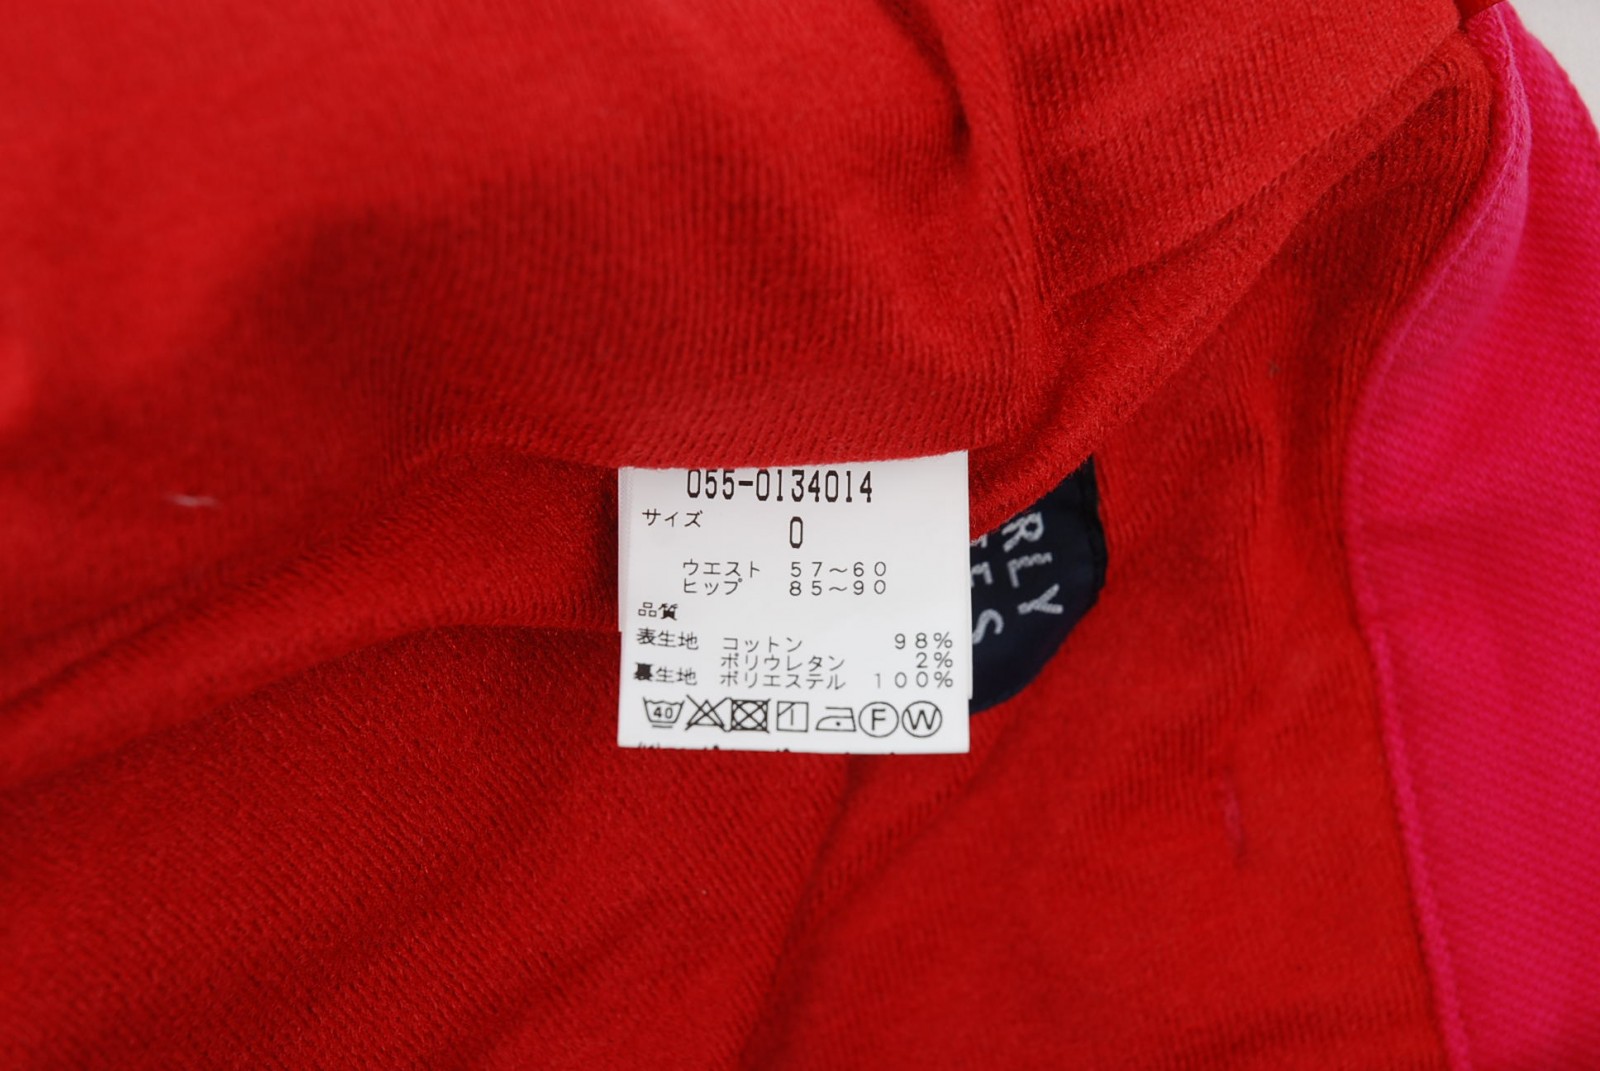 055-0134014
サイズ
0
ウエスト 57～60
ヒップ 85～90
品質
表生地 コットン 98%
ポリウレタン 2%
裏生地 ポリエステル 100%
40 F W